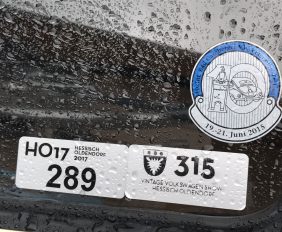 19.-21. Juni 2015
HO17 HESSISCH
OLDENDORF
2017
289
315
VINTAGE VOLKSWAGEN SHOW
HESSISCH OLDENDORF